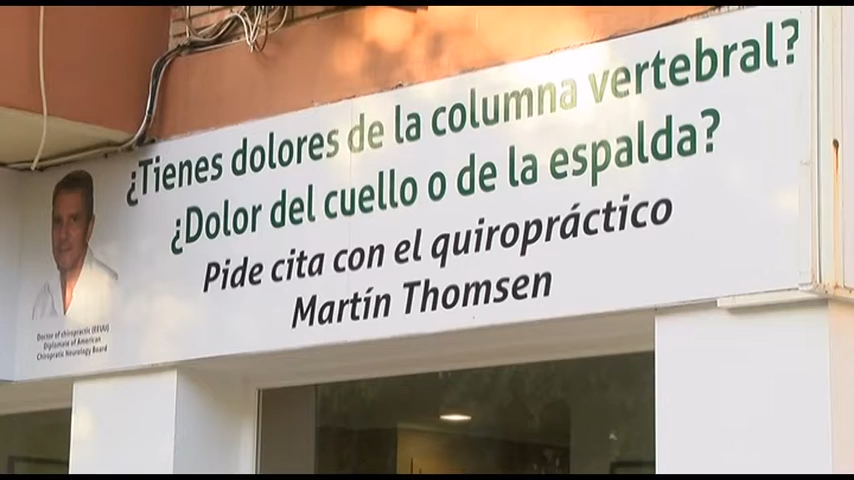 ¿Tienes dolores de la columna vertebral?
¿Dolor del cuello o de la espalda?
Pide cita con el quiropráctico
Martín Thomsen
Doctor of chiropractic (EEUU)
Diplomate of American
Chiropratic Neurology Board